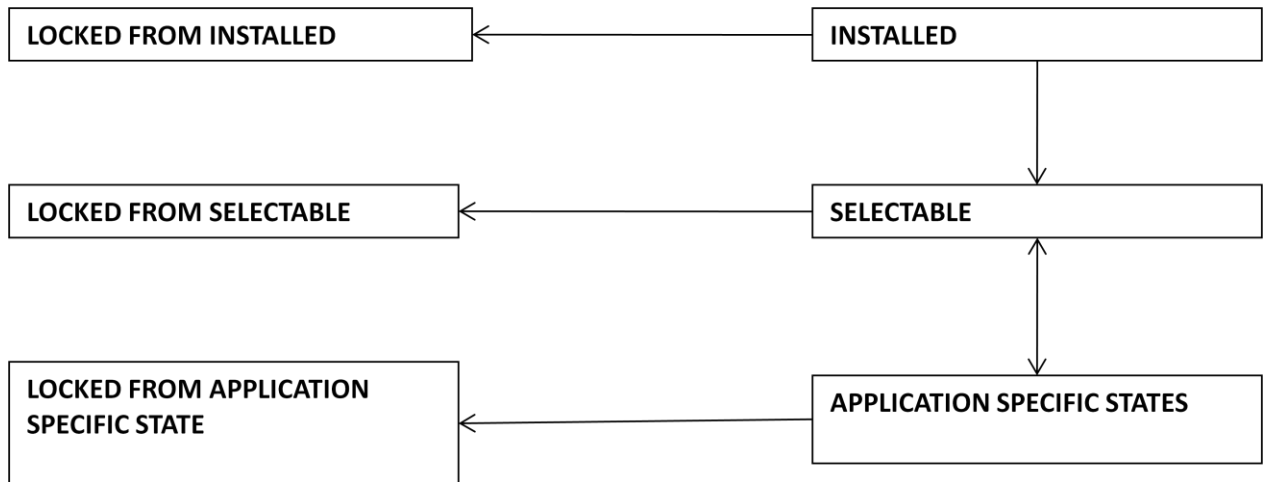 LOCKED FROM INSTALLED
INSTALLED
LOCKED FROM SELECTABLE
SELECTABLE
LOCKED FROM APPLICATION
SPECIFIC STATE
APPLICATION SPECIFIC STATES